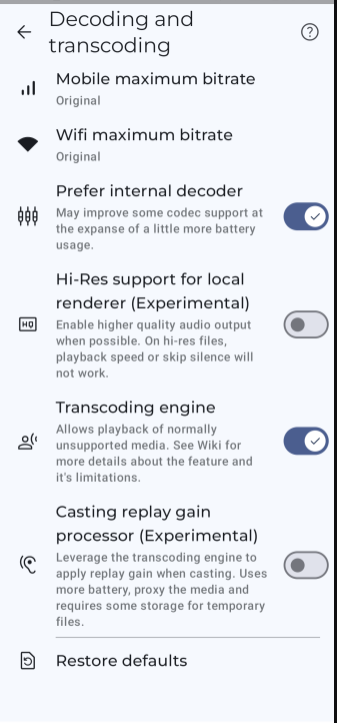 Decoding and
transcoding
Mobile maximum bitrate
Original
Wifi maximum bitrate
Original
Prefer internal decoder
May improve some codec support at
the expanse of a little more battery
usage.
Hi-Res support for local
renderer (Experimental)
HQ
Enable higher quality audio output
when possible. On hi-res files,
playback speed or skip silence will
not work.
Transcoding engine
Allows playback of normally
unsupported media. See Wiki for
more details about the feature and
it's limitations.
Casting replay gain
processor (Experimental)
Leverage the transcoding engine to
apply replay gain when casting. Uses
more battery, proxy the media and
requires some storage for temporary
files.
Restore defaults